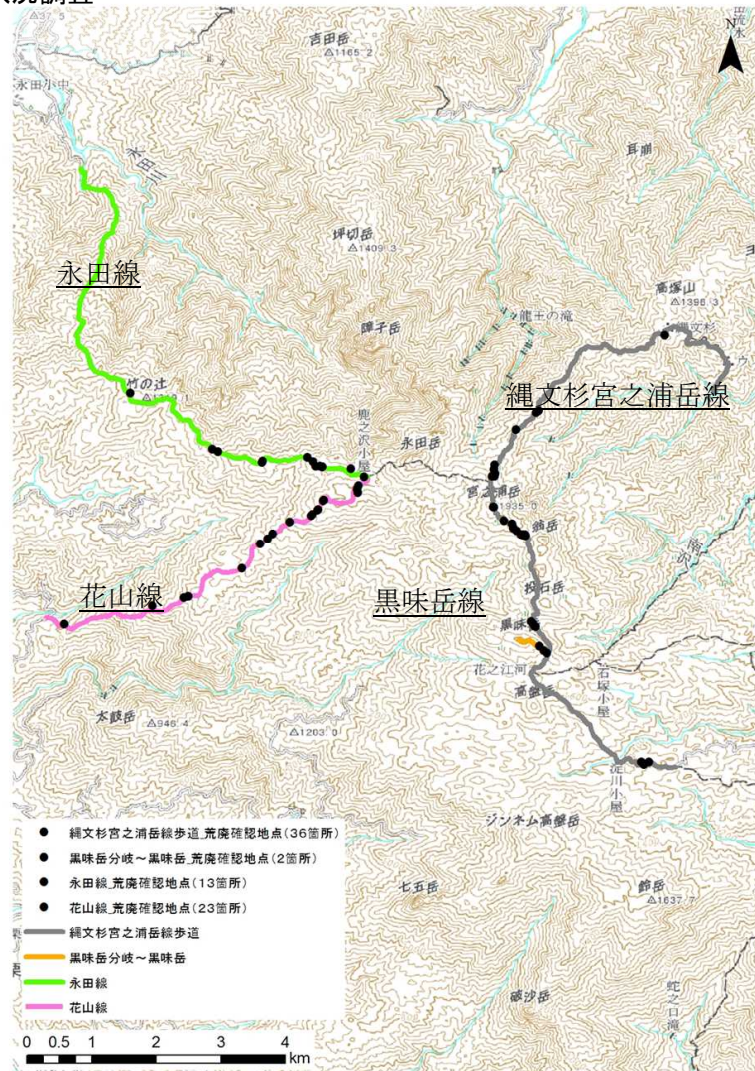 吉田岳
△1165.2
N
永田小中
永田川
耳崩
坪切岳
△1409.3
永田線
高塚山
△1396.3
縄文杉
龍王の滝
障子岳
竹の辻
縄文杉宮之浦岳線
鹿之沢小屋
永田岳
宮之浦岳
1935.0
翁岳
南沢
投石岳
花山線
黒味岳線
黒味岳
花之江河
石塚小屋
高盤岳
太鼓岳
△946.4
△1203.0
淀川小屋
ジンネム高盤岳
七五岳
鈴岳
△1637.7
破沙岳
蛇之口滝
● 縄文杉宮之浦岳線歩道_荒廃確認地点(36箇所)
● 黒味岳分岐～黒味岳_荒廃確認地点(2箇所)
● 永田線_荒廃確認地点(13箇所)
● 花山線_荒廃確認地点(23箇所)
縄文杉宮之浦岳線歩道
黒味岳分岐～黒味岳
永田線
花山線
0 0.5 1 2 3 4
km